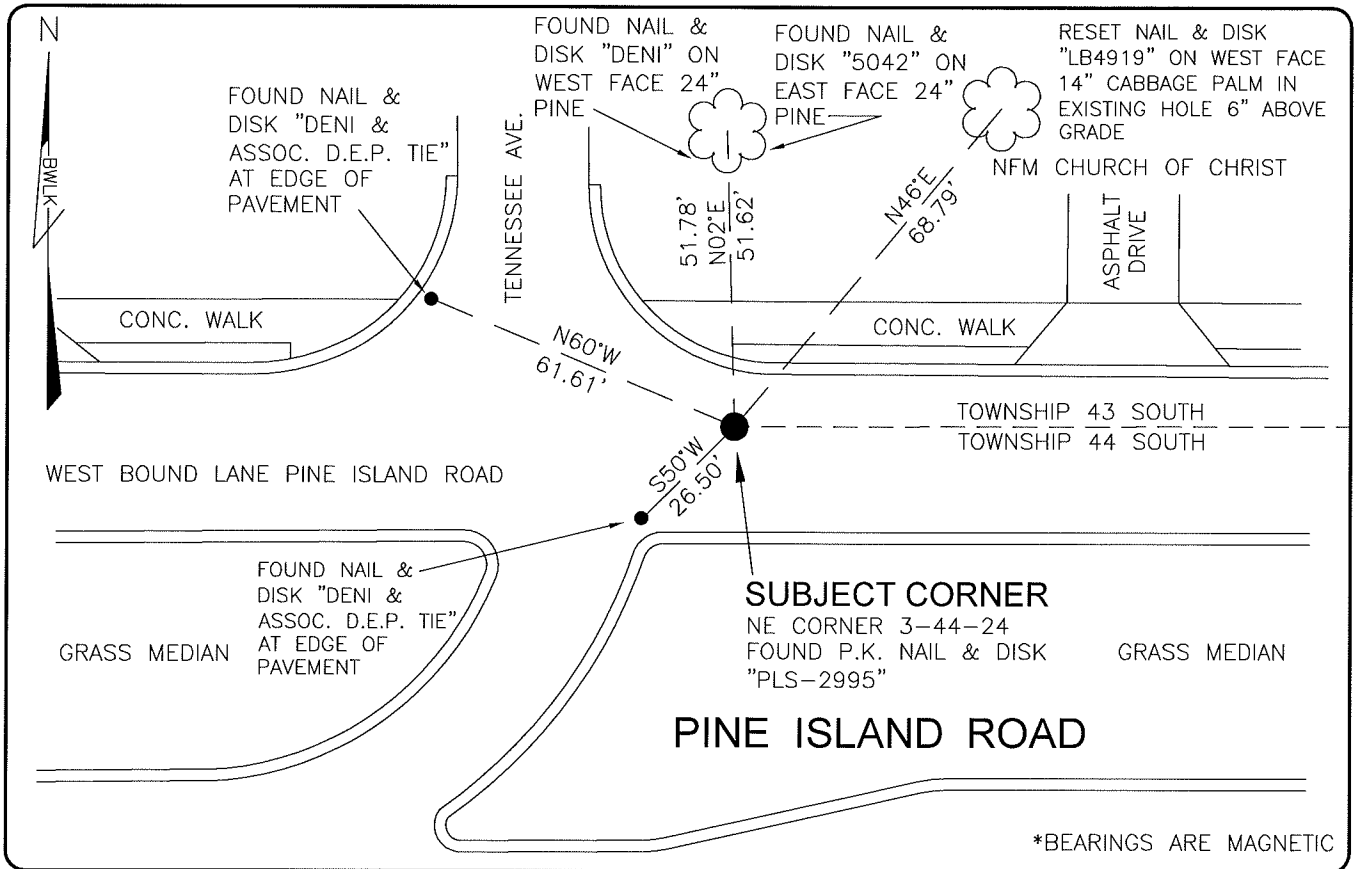 N
BWLK
FOUND NAIL &
DISK "DENI &
ASSOC. D.E.P. TIE"
AT EDGE OF
PAVEMENT
TENNESSEE AVE.
FOUND NAIL &
DISK "DENI" ON
WEST FACE 24"
PINE
FOUND NAIL &
DISK "5042" ON
EAST FACE 24"
PINE
RESET NAIL & DISK
"LB4919" ON WEST FACE
14" CABBAGE PALM IN
EXISTING HOLE 6" ABOVE
GRADE
NFM CHURCH OF CHRIST
ASPHALT
DRIVE
51.78'
N02°E
51.62'
N46°E
68.79'
CONC. WALK
N60°W
61.61'
CONC. WALK
TOWNSHIP 43 SOUTH
TOWNSHIP 44 SOUTH
WEST BOUND LANE PINE ISLAND ROAD
S50°W
26.50'
FOUND NAIL &
DISK "DENI &
ASSOC. D.E.P. TIE"
AT EDGE OF
PAVEMENT
GRASS MEDIAN
SUBJECT CORNER
NE CORNER 3-44-24
FOUND P.K. NAIL & DISK
"PLS-2995"
GRASS MEDIAN
PINE ISLAND ROAD
*BEARINGS ARE MAGNETIC